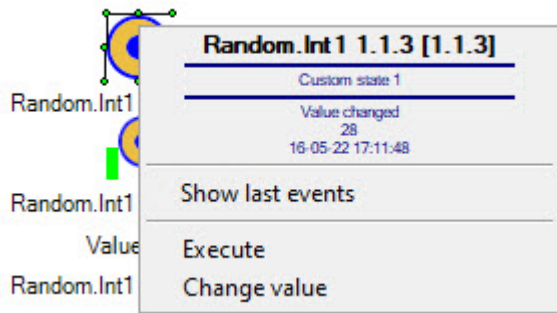 Random.Int1 1.1.3 [1.1.3]
Custom state 1
Value changed
28
16-05-22 17:11:48
Show last events
Execute
Change value
Random.Int1
Random.Int1
Value
Random.Int1